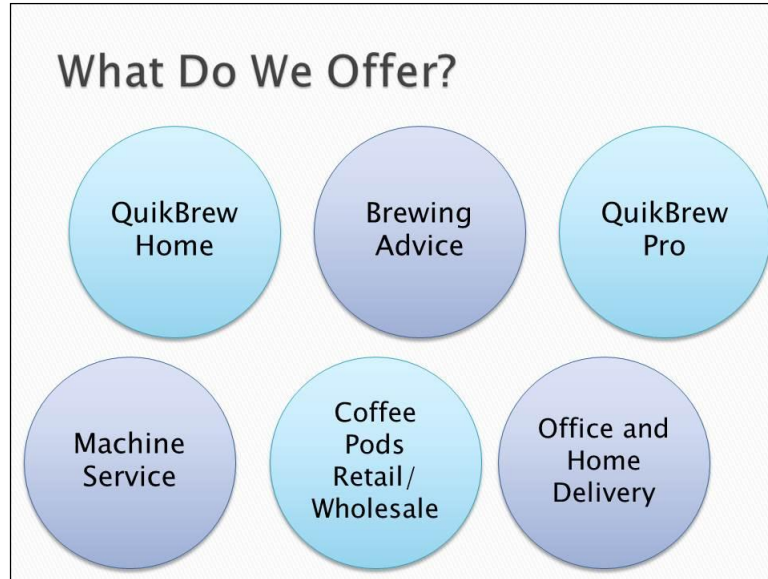 What Do We Offer?
QuikBrew
Home
Brewing
Advice
QuikBrew
Pro
Machine
Service
Coffee
Pods
Retail/
Wholesale
Office and
Home
Delivery